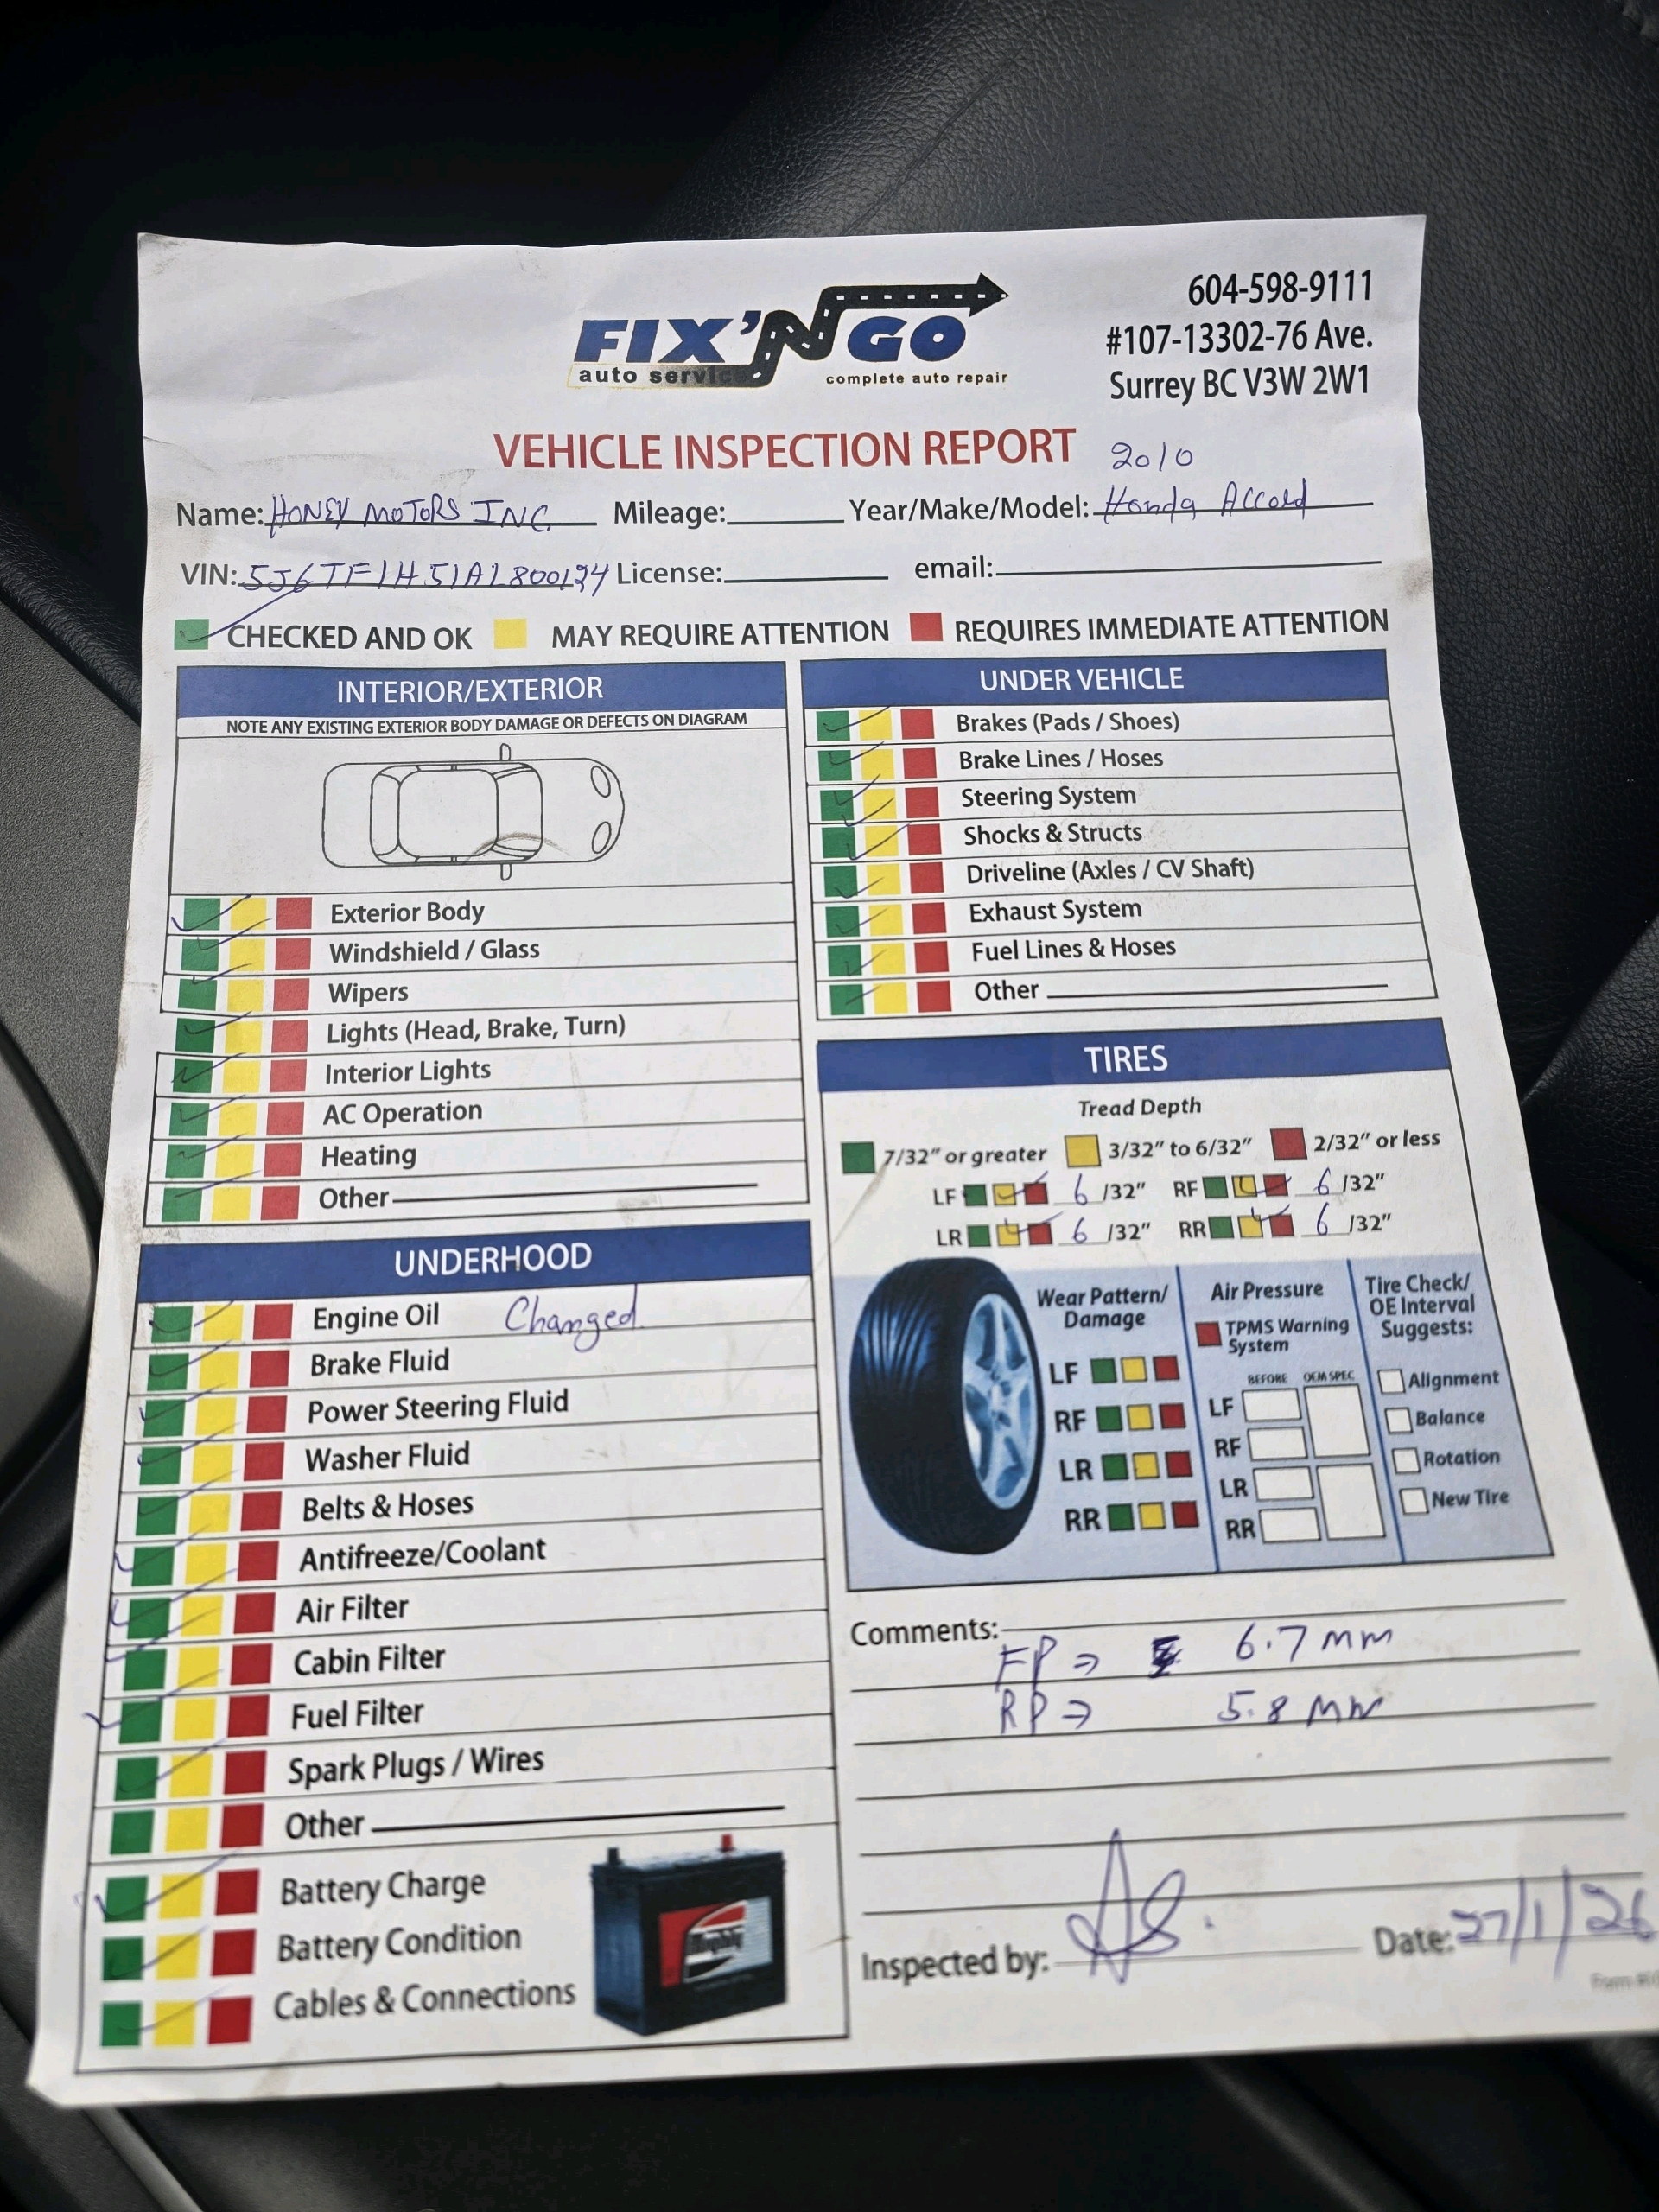 FIX'N GO
auto service complete auto repair
604-598-9111
#107-13302-76 Ave.
Surrey BC V3W 2W1
VEHICLE INSPECTION REPORT 2010
Name: HONEY MOTORS INC Mileage: Year/Make/Model: Honda Accord
VIN: 5J6TF1H51AL800124 License: email:
CHECKED AND OK MAY REQUIRE ATTENTION REQUIRES IMMEDIATE ATTENTION
INTERIOR/EXTERIOR
NOTE ANY EXISTING EXTERIOR BODY DAMAGE OR DEFECTS ON DIAGRAM
Exterior Body
Windshield / Glass
Wipers
Lights (Head, Brake, Turn)
Interior Lights
AC Operation
Heating
Other
UNDERHOOD
Engine Oil Changed.
Brake Fluid
Power Steering Fluid
Washer Fluid
Belts & Hoses
Antifreeze/Coolant
Air Filter
Cabin Filter
Fuel Filter
Spark Plugs / Wires
Other
Battery Charge
Battery Condition
Cables & Connections
Mighty
UNDER VEHICLE
Brakes (Pads / Shoes)
Brake Lines / Hoses
Steering System
Shocks & Structs
Driveline (Axles / CV Shaft)
Exhaust System
Fuel Lines & Hoses
Other
TIRES
Tread Depth
7/32" or greater 3/32" to 6/32" 2/32" or less
LF 6 /32" RF 6 /32"
LR 6 /32" RR 6 /32"
Wear Pattern/
Damage
LF
RF
LR
RR
Air Pressure
TPMS Warning
System
BEFORE OEM SPEC
LF
RF
LR
RR
Tire Check/
OE Interval
Suggests:
Alignment
Balance
Rotation
New Tire
Comments:
FP ⇒ 6.7 mm
RP ⇒ 5.8 mm
Inspected by: Date: 27/1/26